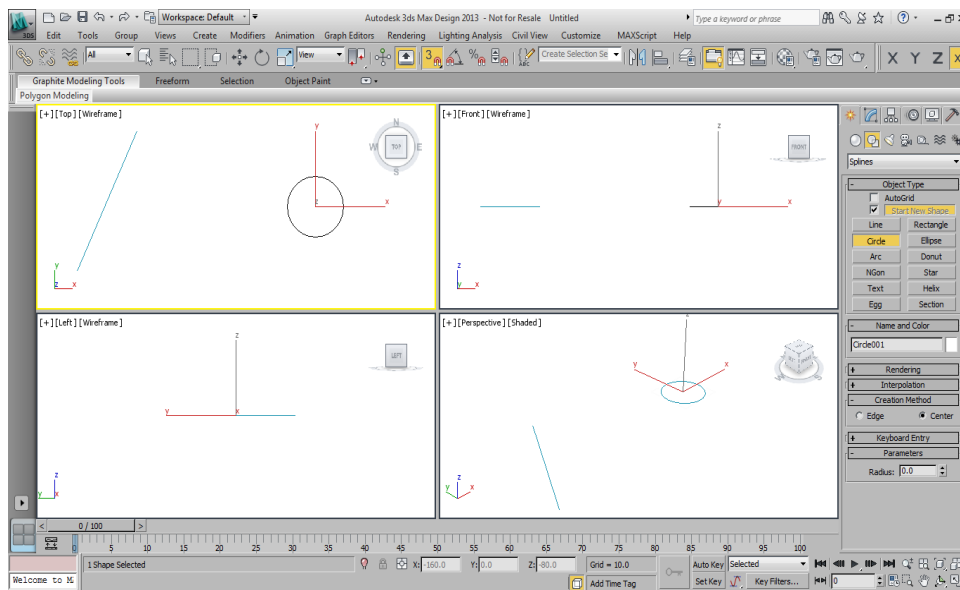 Workspace: Default
Autodesk 3ds Max Design 2013 - Not for Resale Untitled
Type a keyword or phrase
3DS
Edit Tools Group Views Create Modifiers Animation Graph Editors Rendering Lighting Analysis Civil View Customize MAXScript Help
All
View
3
Create Selection Se
ABC
X Y Z X
Graphite Modeling Tools Freeform Selection Object Paint
Polygon Modeling
[+][Top][Wireframe]
N
W TOP E
S
y
z x
y
z x
[+][Front][Wireframe]
FRONT
z
y x
z
y x
[+][Left][Wireframe]
LEFT
z
y x
z
y x
[+][Perspective][Shaded]
y x
z
y x
Splines
- Object Type
AutoGrid
Start New Shape
Line Rectangle
Circle Ellipse
Arc Donut
NGon Star
Text Helix
Egg Section
- Name and Color
Circle001
+ Rendering
+ Interpolation
- Creation Method
Edge Center
+ Keyboard Entry
- Parameters
Radius: 0.0
< 0 / 100 >
0 5 10 15 20 25 30 35 40 45 50 55 60 65 70 75 80 85 90 95 100
1 Shape Selected
X: -160.0 Y: 0.0 Z: -80.0
Grid = 10.0
Auto Key Selected
Welcome to M
Add Time Tag
Set Key Key Filters...
0